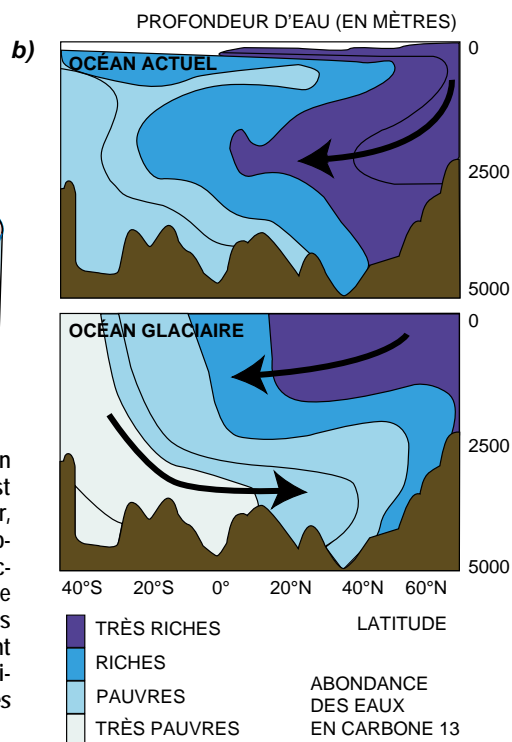 PROFONDEUR D'EAU (EN MÈTRES)
b)
OCÉAN ACTUEL
0
2500
5000
OCÉAN GLACIAIRE
0
2500
5000
40°S 20°S 0° 20°N 40°N 60°N
LATITUDE
TRÈS RICHES
RICHES
PAUVRES
TRÈS PAUVRES
ABONDANCE
DES EAUX
EN CARBONE 13